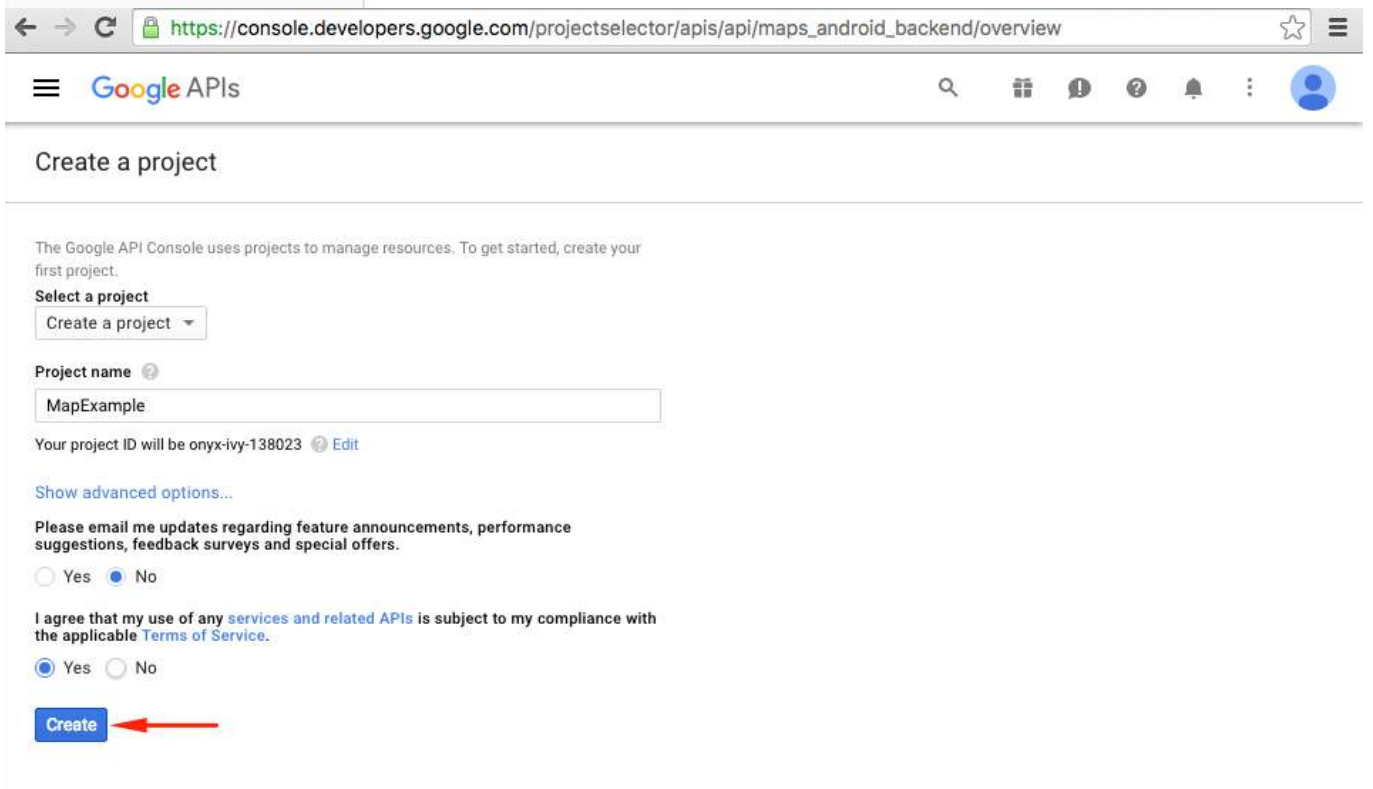 https://console.developers.google.com/projectselector/apis/api/maps_android_backend/overview
Google APIs
Create a project
The Google API Console uses projects to manage resources. To get started, create your
first project.
Select a project
Create a project
Project name
MapExample
Your project ID will be onyx-ivy-138023 Edit
Show advanced options...
Please email me updates regarding feature announcements, performance
suggestions, feedback surveys and special offers.
Yes No
I agree that my use of any services and related APIs is subject to my compliance with
the applicable Terms of Service.
Yes No
Create